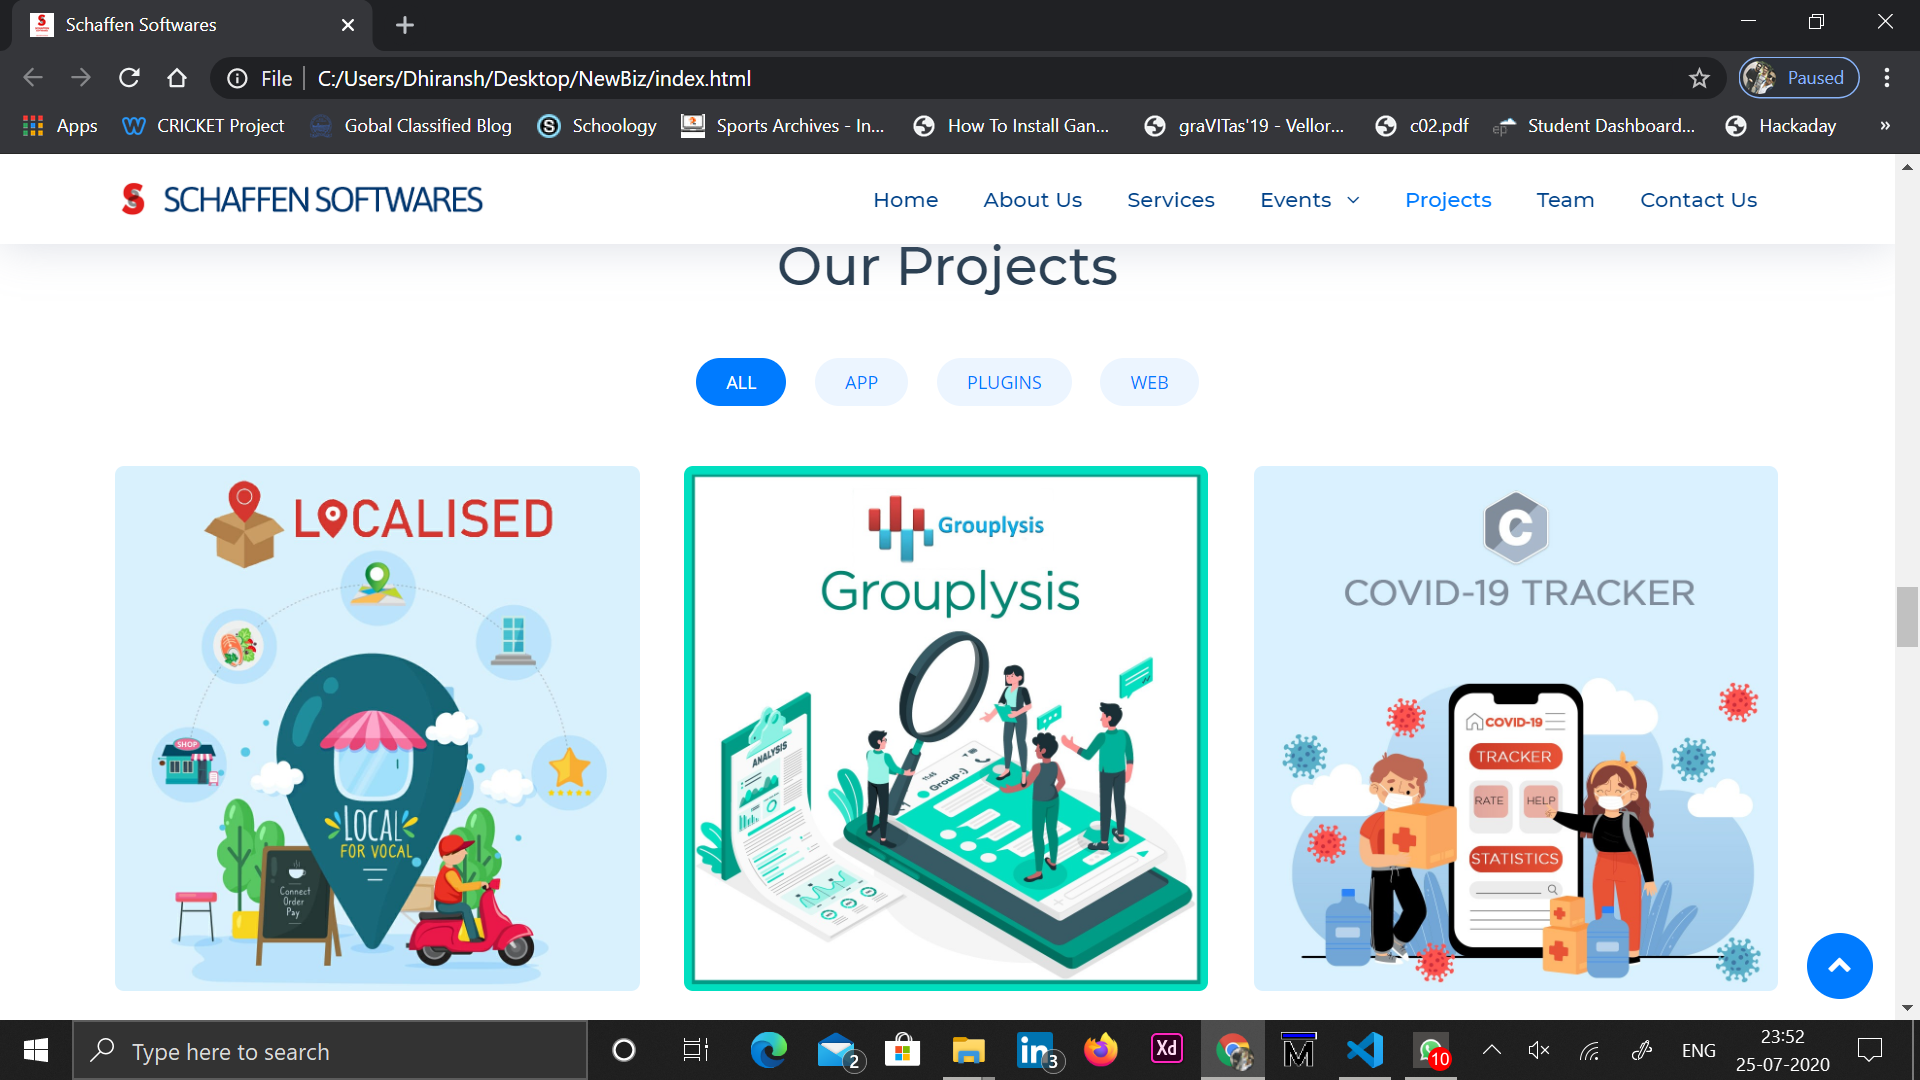 Schaffen Softwares
File C:/Users/Dhiransh/Desktop/NewBiz/index.html
Paused
Apps CRICKET Project Gobal Classified Blog Schoology Sports Archives - In... How To Install Gan... graVITas'19 - Vellor... c02.pdf Student Dashboard... Hackaday »
SCHAFFEN SOFTWARES
Home About Us Services Events Projects Team Contact Us
Our Projects
ALL APP PLUGINS WEB
LOCALISED
SHOP
LOCAL
FOR VOCAL
Connect
Order
Pay
Grouplysis
Grouplysis
ANALYSIS
11:45
Group :)
C
COVID-19 TRACKER
COVID-19
TRACKER
RATE HELP
STATISTICS
Type here to search
2
3
Xd
10
ENG
23:52
25-07-2020